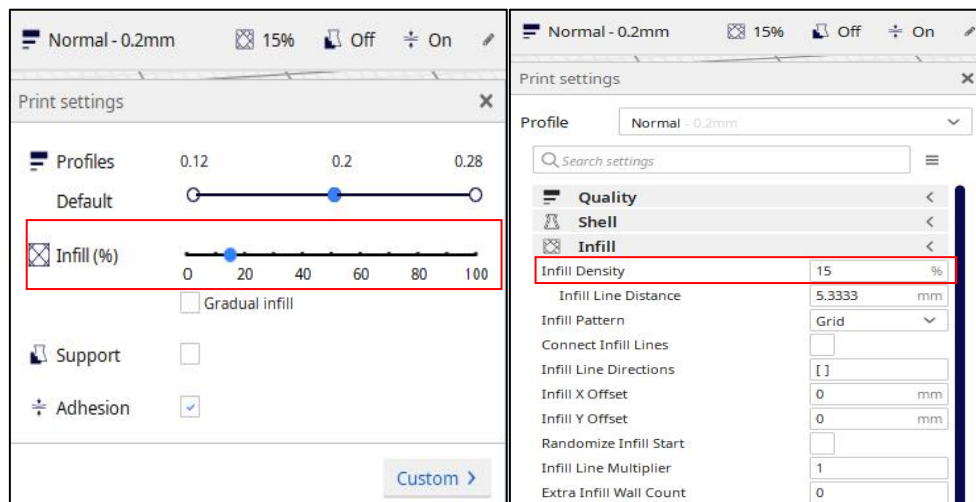 Normal - 0.2mm 15% Off On
Print settings
Profiles 0.12 0.2 0.28
Default
Infill (%)
0 20 40 60 80 100
Gradual infill
Support
Adhesion
Custom
Normal - 0.2mm 15% Off On
Print settings
Profile Normal - 0.2mm
Search settings
Quality
Shell
Infill
Infill Density 15 %
Infill Line Distance 5.3333 mm
Infill Pattern Grid
Connect Infill Lines
Infill Line Directions [ ]
Infill X Offset 0 mm
Infill Y Offset 0 mm
Randomize Infill Start
Infill Line Multiplier 1
Extra Infill Wall Count 0